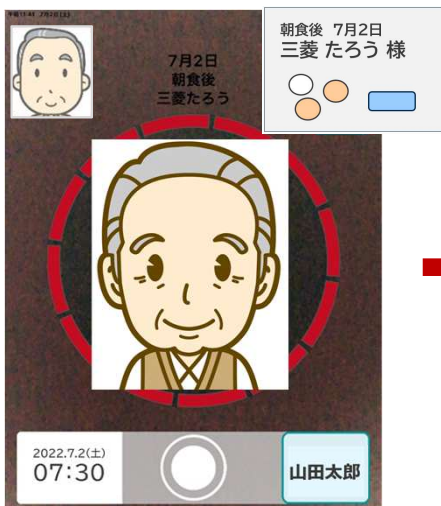 7月2日
朝食後
三菱たろう
朝食後 7月2日
三菱 たろう 様
2022.7.2(土)
07:30
山田太郎